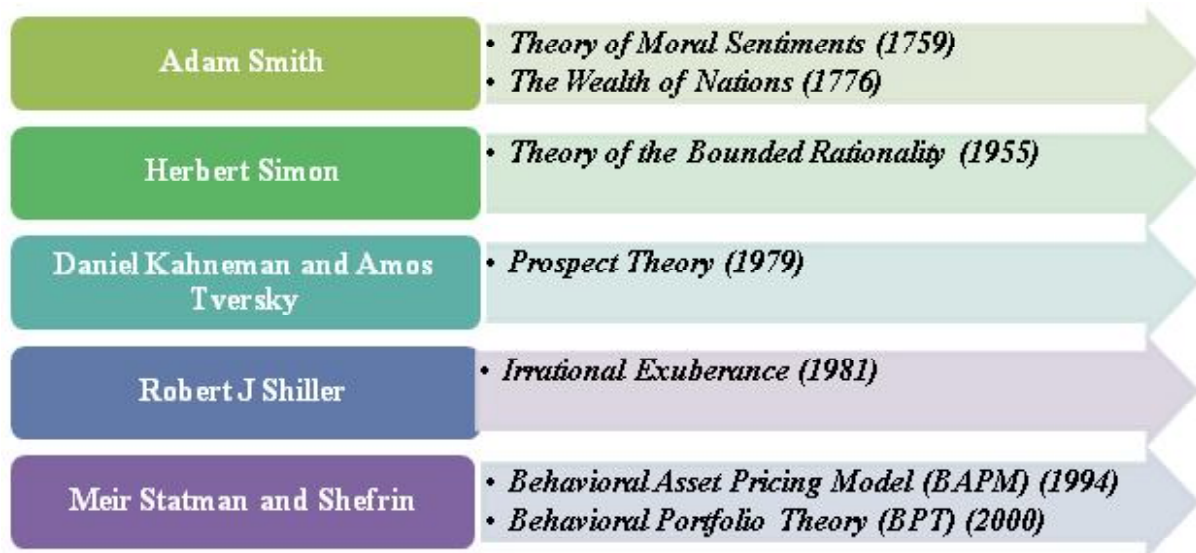 Adam Smith
• Theory of Moral Sentiments (1759)
• The Wealth of Nations (1776)
Herbert Simon
• Theory of the Bounded Rationality (1955)
Daniel Kahneman and Amos
Tversky
• Prospect Theory (1979)
Robert J Shiller
• Irrational Exuberance (1981)
Meir Statman and Shefrin
• Behavioral Asset Pricing Model (BAPM) (1994)
• Behavioral Portfolio Theory (BPT) (2000)